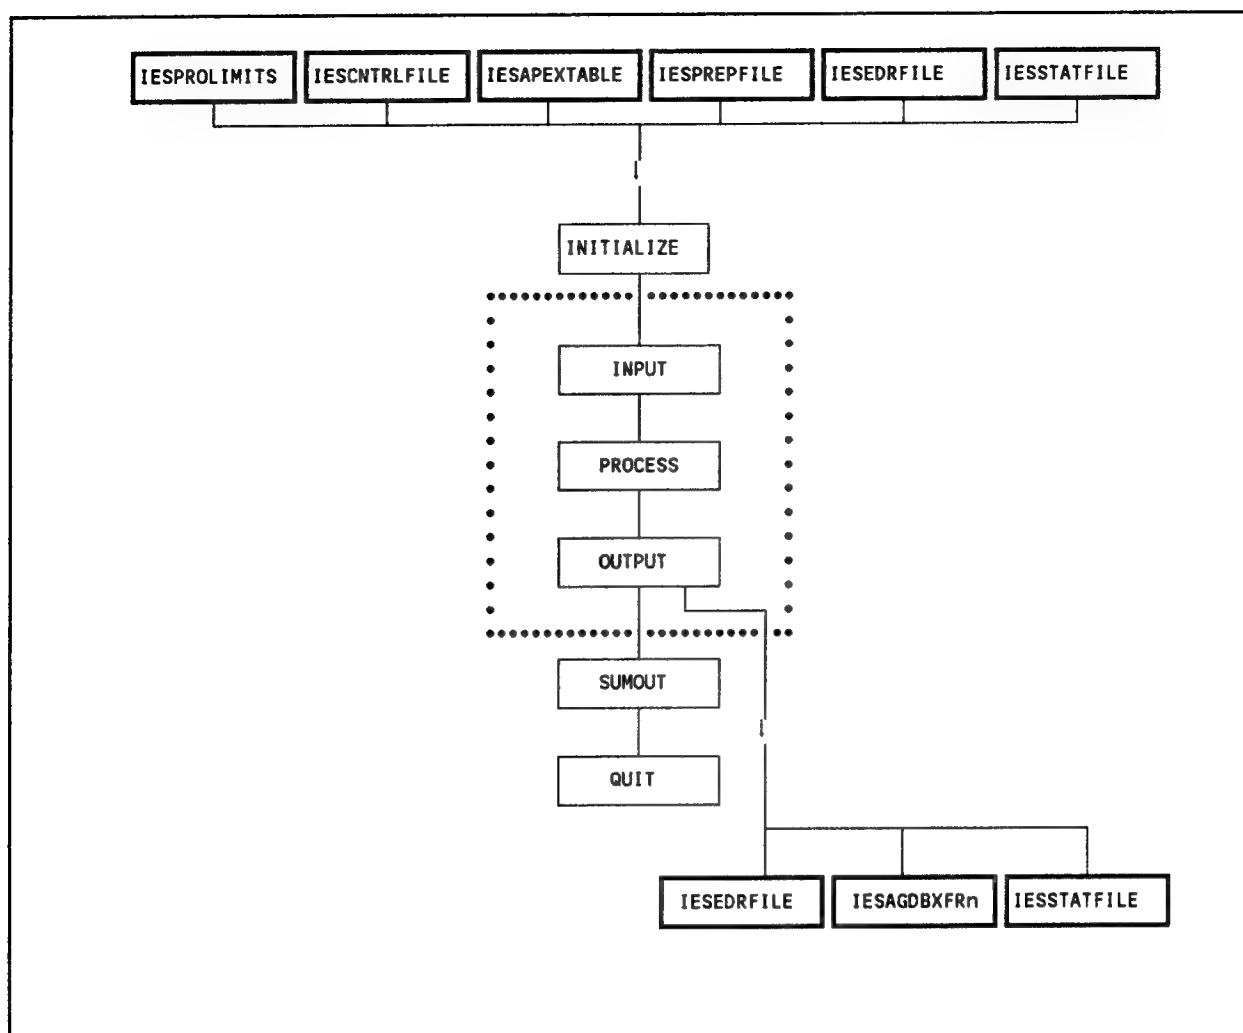 IESPROLIMITS IESCNTRLFILE IESAPEXTABLE IESPREPFILE IESEDRFILE IESSTATFILE
INITIALIZE
INPUT
PROCESS
OUTPUT
SUMOUT
QUIT
IESEDRFILE IESAGDBXFRn IESSTATFILE